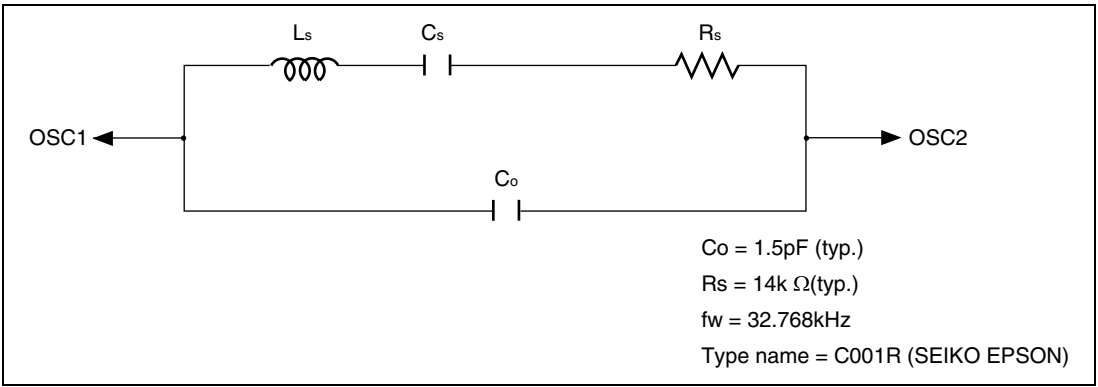 Ls
Cs
Rs
OSC1
OSC2
Co
Co = 1.5pF (typ.)
Rs = 14k Ω(typ.)
fw = 32.768kHz
Type name = C001R (SEIKO EPSON)